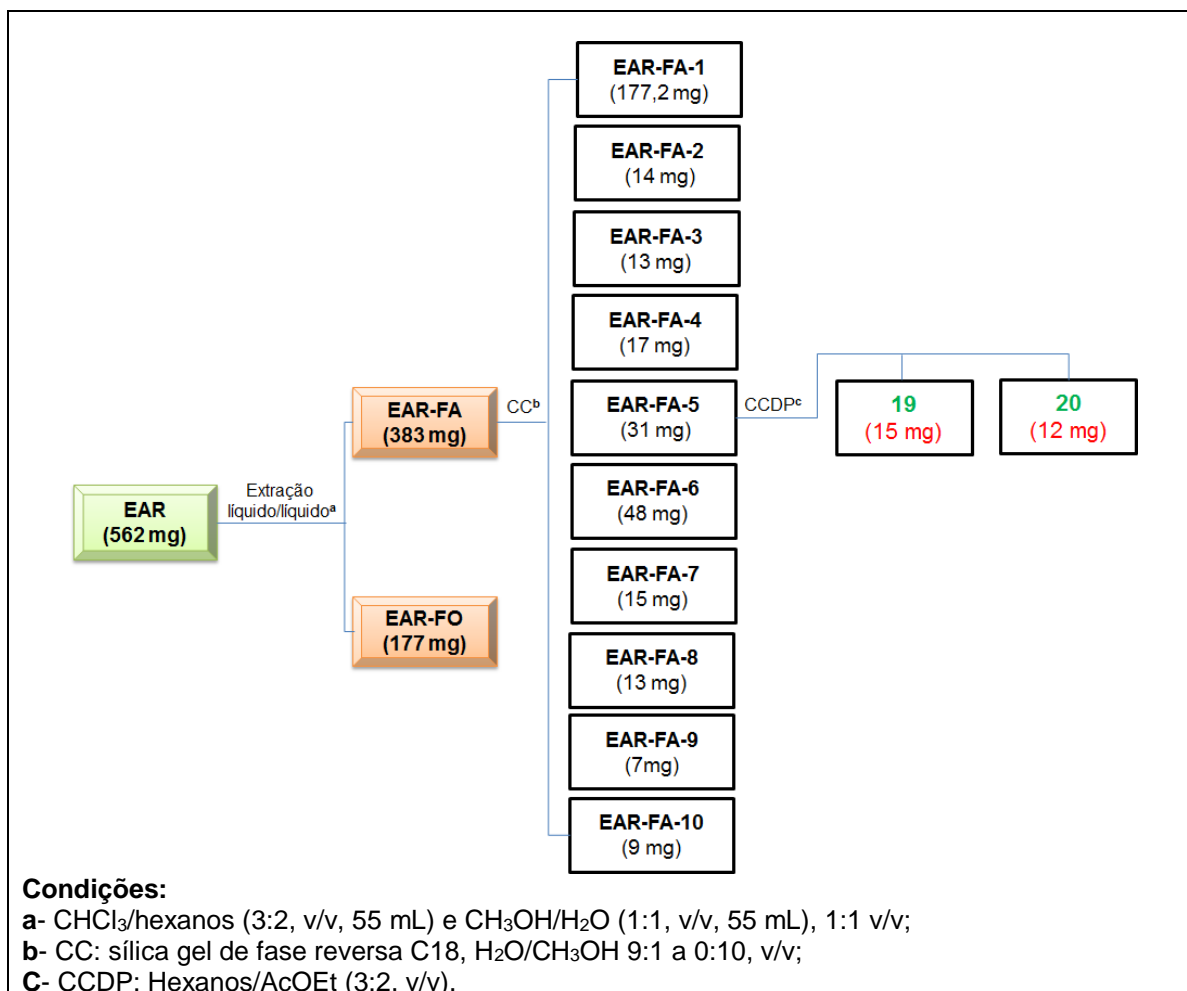 EAR-FA-1
(177,2 mg)
EAR-FA-2
(14 mg)
EAR-FA-3
(13 mg)
EAR-FA-4
(17 mg)
EAR-FA
(383 mg)
CCᵇ
EAR-FA-5
(31 mg)
CCDPᶜ
19
(15 mg)
20
(12 mg)
EAR
(562 mg)
Extração
líquido/líquidoᵃ
EAR-FA-6
(48 mg)
EAR-FA-7
(15 mg)
EAR-FO
(177 mg)
EAR-FA-8
(13 mg)
EAR-FA-9
(7mg)
EAR-FA-10
(9 mg)
Condições:
a- CHCl₃/hexanos (3:2, v/v, 55 mL) e CH₃OH/H₂O (1:1, v/v, 55 mL), 1:1 v/v;
b- CC: sílica gel de fase reversa C18, H₂O/CH₃OH 9:1 a 0:10, v/v;
C- CCDP: Hexanos/AcOEt (3:2, v/v).